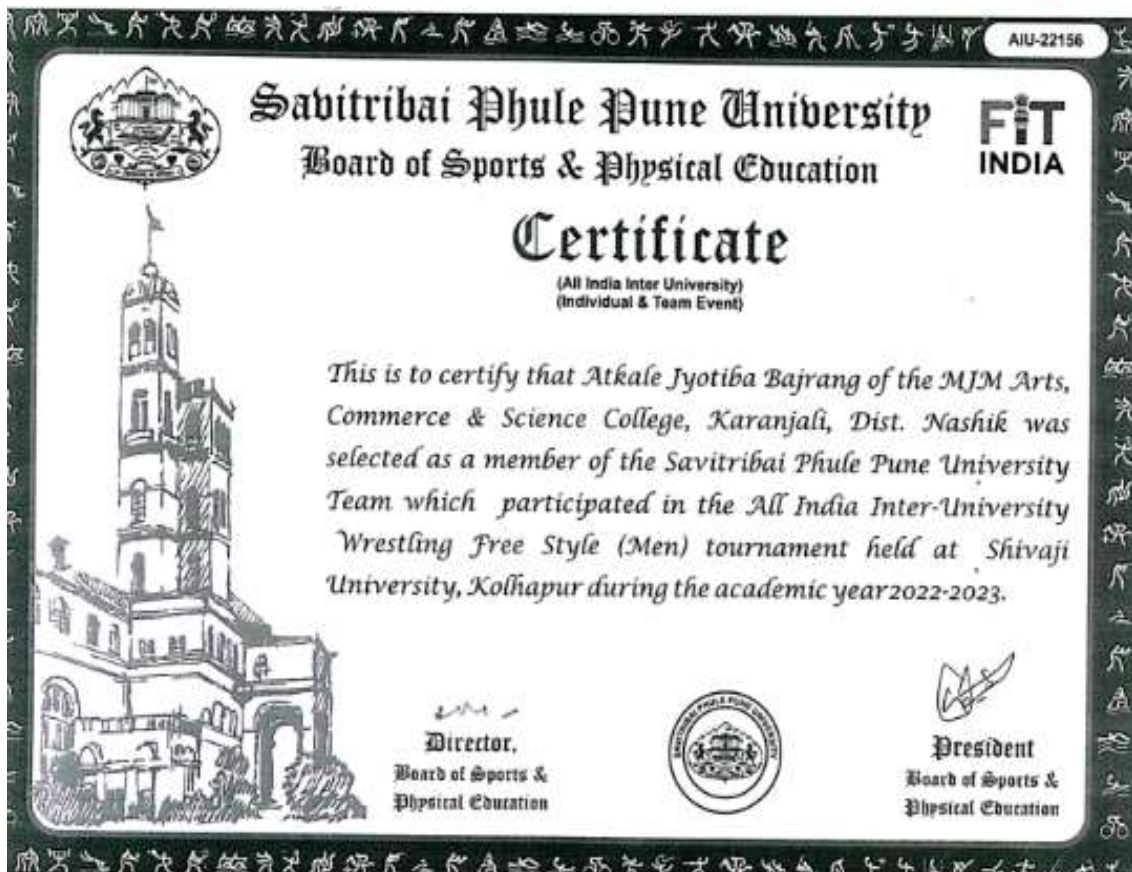 AIU-22156
Savitribai Phule Pune University
FIT
INDIA
Board of Sports & Physical Education
Certificate
(All India Inter University)
(Individual & Team Event)
This is to certify that Atkale Jyotiba Bajrang of the MJM Arts,
Commerce & Science College, Karanjali, Dist. Nashik was
selected as a member of the Savitribai Phule Pune University
Team which participated in the All India Inter-University
Wrestling Free Style (Men) tournament held at Shivaji
University, Kolhapur during the academic year2022-2023.
Director,
Board of Sports &
Physical Education
SAVITRIBAI PHULE PUNE UNIVERSITY
President
Board of Sports &
Physical Education